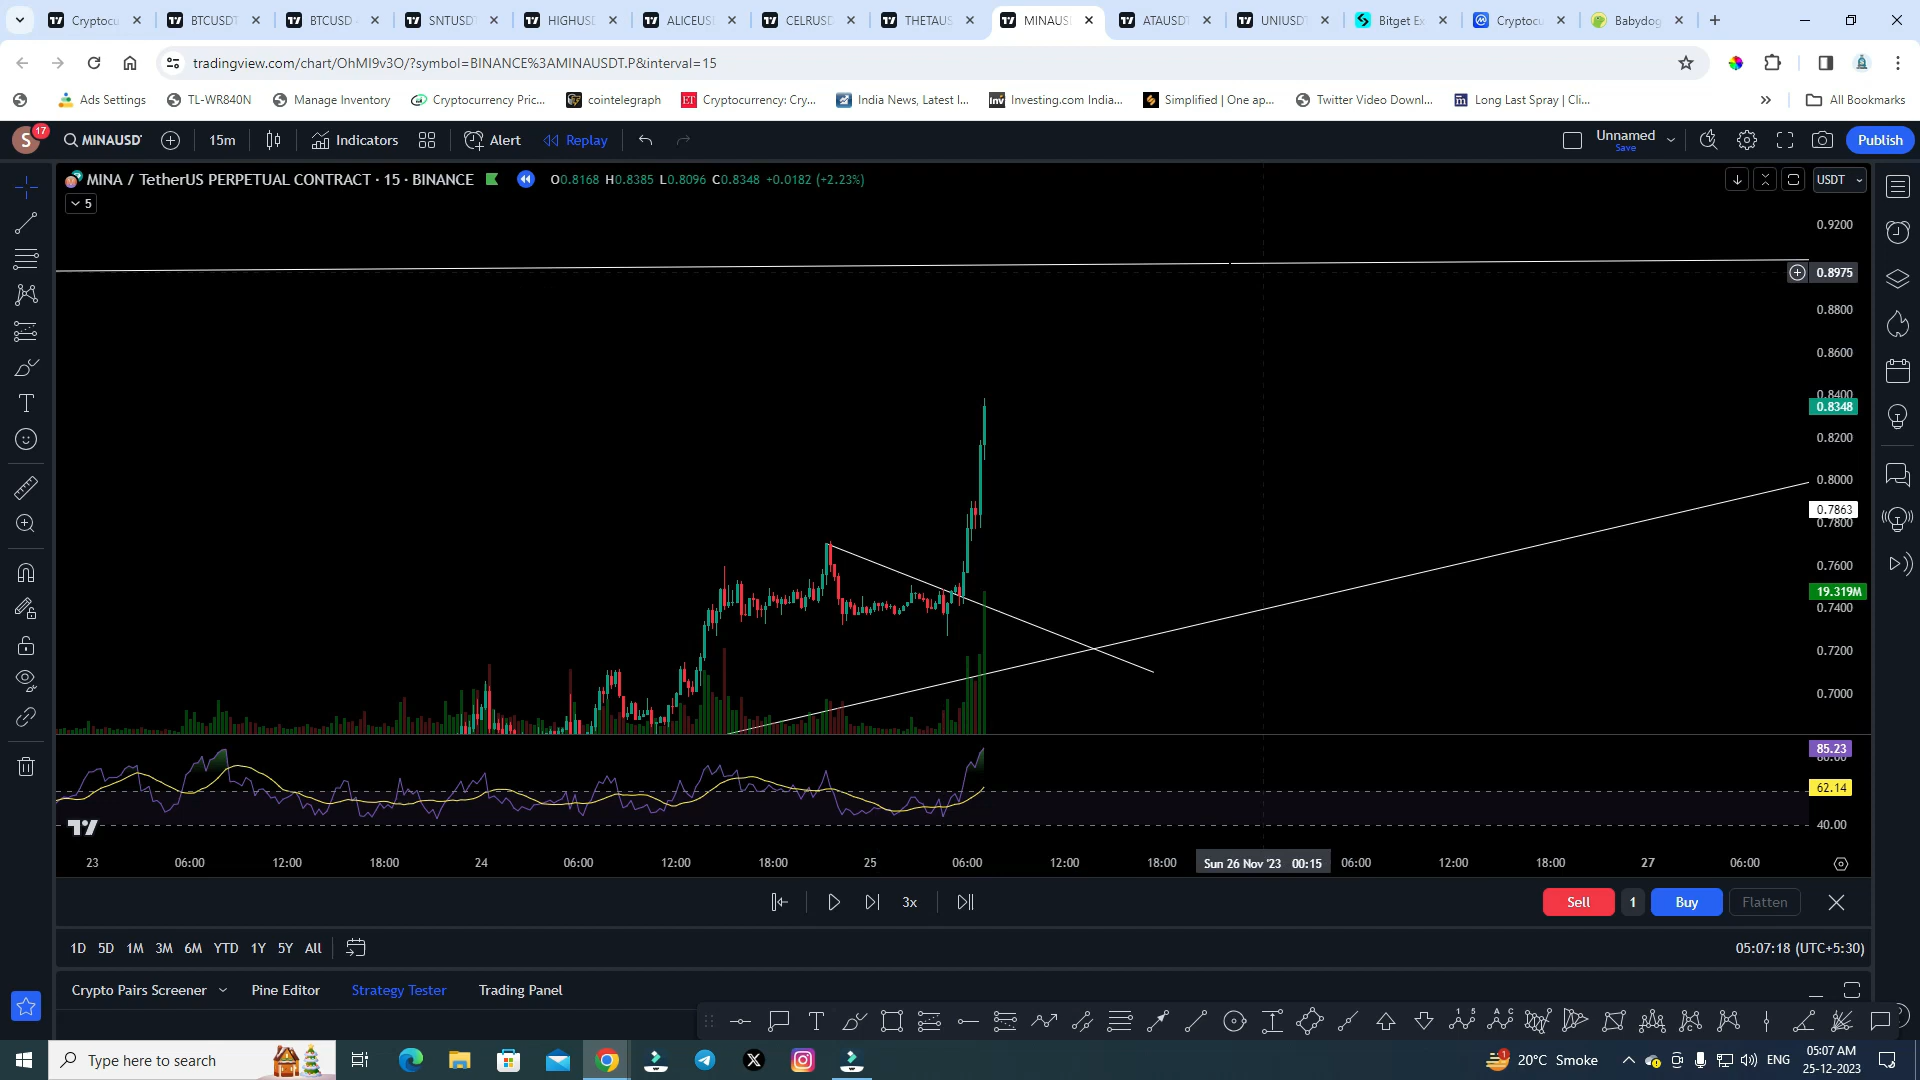 Cryptocu
BTCUSDT
BTCUSD
SNTUSDT
HIGHUSD
ALICEUS
CELRUSD
THETAUS
MINAUS
ATAUSDT
UNIUSDT
Bitget Ex
Cryptocu
Babydog
tradingview.com/chart/OhMI9v3O/?symbol=BINANCE%3AMINAUSDT.P&interval=15
Ads Settings
TL-WR840N
Manage Inventory
Cryptocurrency Pric...
cointelegraph
Cryptocurrency: Cry...
India News, Latest I...
Investing.com India...
Simplified | One ap...
Twitter Video Downl...
Long Last Spray | Cli...
All Bookmarks
S 17
MINAUSD
15m
Indicators
Alert
Replay
Unnamed
Save
Publish
MINA / TetherUS PERPETUAL CONTRACT · 15 · BINANCE
O0.8168 H0.8385 L0.8096 C0.8348 +0.0182 (+2.23%)
USDT
5
0.9200
0.8975
0.8800
0.8600
0.8400
0.8348
0.8200
0.8000
0.7863
0.7800
0.7600
19.319M
0.7400
0.7200
0.7000
85.23
80.00
62.14
40.00
23 06:00 12:00 18:00 24 06:00 12:00 18:00 25 06:00 12:00 18:00 Sun 26 Nov '23 00:15 06:00 12:00 18:00 27 06:00
3x
Sell 1 Buy Flatten
1D 5D 1M 3M 6M YTD 1Y 5Y All
05:07:18 (UTC+5:30)
Crypto Pairs Screener Pine Editor Strategy Tester Trading Panel
Type here to search
20°C Smoke
ENG
05:07 AM
25-12-2023